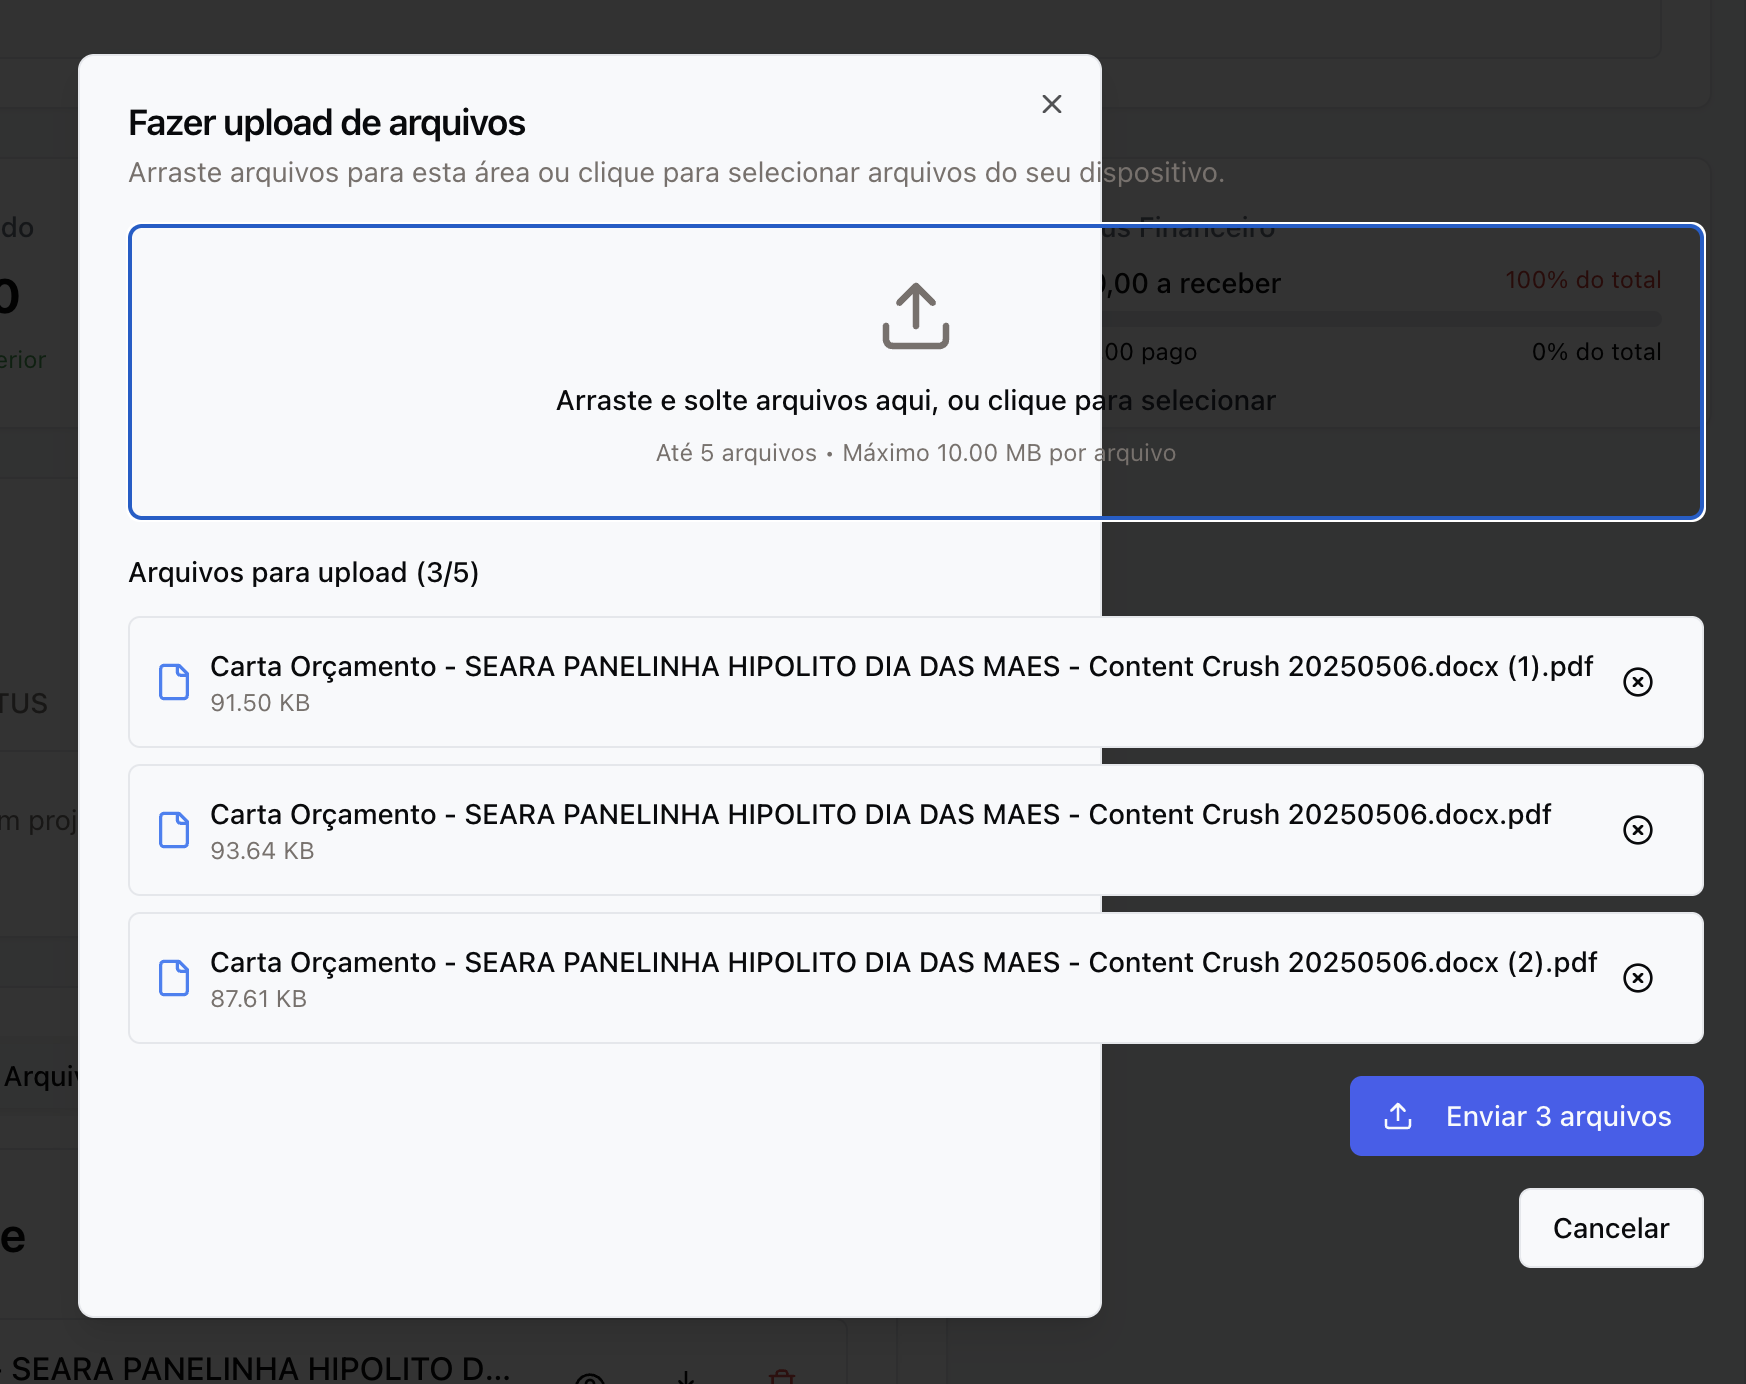 Fazer upload de arquivos
Arraste arquivos para esta área ou clique para selecionar arquivos do seu dispositivo.
do
us Financeiro
0
,00 a receber
100% do total
erior
00 pago
0% do total
Arraste e solte arquivos aqui, ou clique para selecionar
Até 5 arquivos • Máximo 10.00 MB por arquivo
Arquivos para upload (3/5)
Carta Orçamento - SEARA PANELINHA HIPOLITO DIA DAS MAES - Content Crush 20250506.docx (1).pdf
91.50 KB
TUS
Carta Orçamento - SEARA PANELINHA HIPOLITO DIA DAS MAES - Content Crush 20250506.docx.pdf
93.64 KB
m proj
Carta Orçamento - SEARA PANELINHA HIPOLITO DIA DAS MAES - Content Crush 20250506.docx (2).pdf
87.61 KB
Arquiv
Enviar 3 arquivos
Cancelar
e
- SEARA PANELINHA HIPOLITO D...